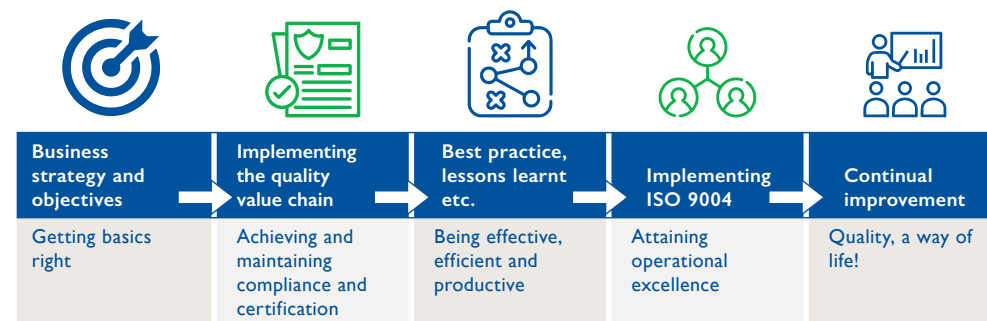 Business
strategy and
objectives
Implementing
the quality
value chain
Best practice,
lessons learnt
etc.
Implementing
ISO 9004
Continual
improvement
Getting basics
right
Achieving and
maintaining
compliance and
certification
Being effective,
efficient and
productive
Attaining
operational
excellence
Quality, a way of
life!